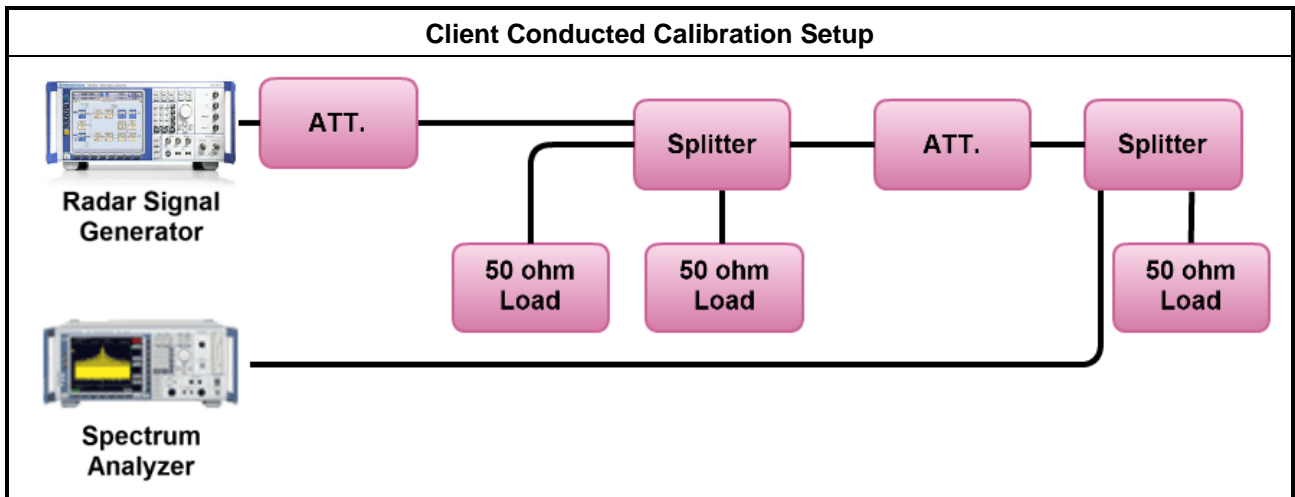 Client Conducted Calibration Setup
ATT.
Splitter
ATT.
Splitter
Radar Signal
Generator
50 ohm
Load
50 ohm
Load
50 ohm
Load
Spectrum
Analyzer